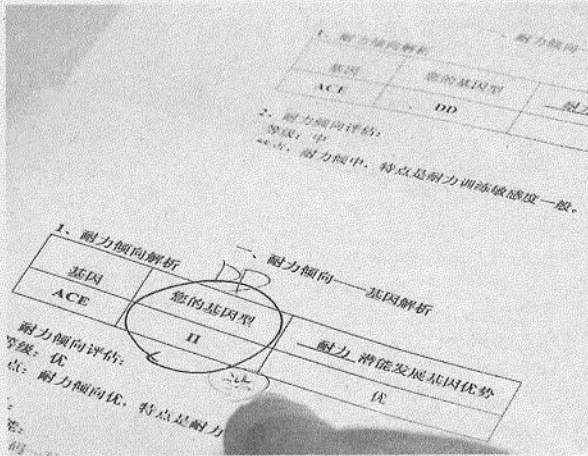 一、耐力倾向
1、耐力倾向解析
基因 您的基因型 耐力
ACE DD
2、耐力倾向评估:
等级: 中
耐力倾中, 特点是耐力训练敏感度一般。
一、耐力倾向——基因解析
1、耐力倾向解析
DD
基因 您的基因型 耐力 潜能发展基因优势
ACE II 优
耐力倾向评估:
等级: 优
点: 耐力倾向优, 特点是耐力